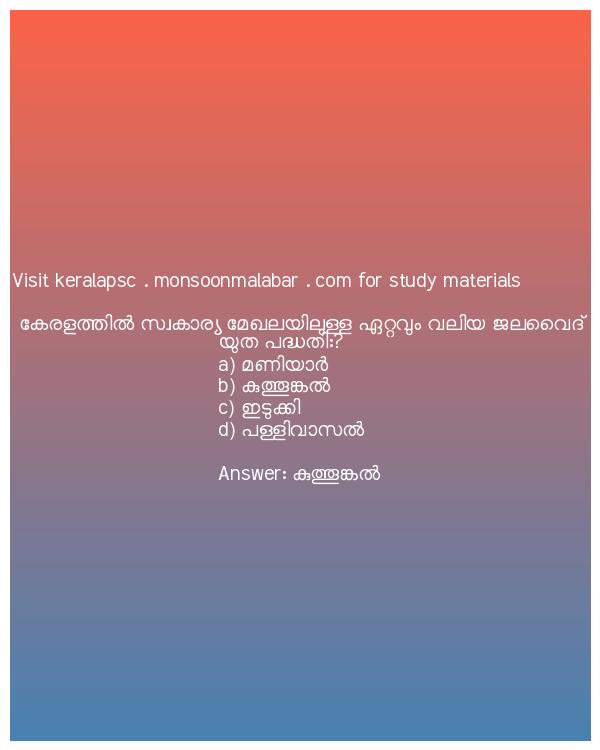 Visit keralapsc . monsoonmalabar . com for study materials
കേരളത്തിൽ സ്വകാര്യ മേഖലയിലുള്ള ഏറ്റവും വലിയ ജലവൈദ്
യുത പദ്ധതി:?
a) മണിയാർ
b) കുത്തുങ്കൽ
c) ഇടുക്കി
d) പള്ളിവാസൽ
Answer: കുത്തുങ്കൽ